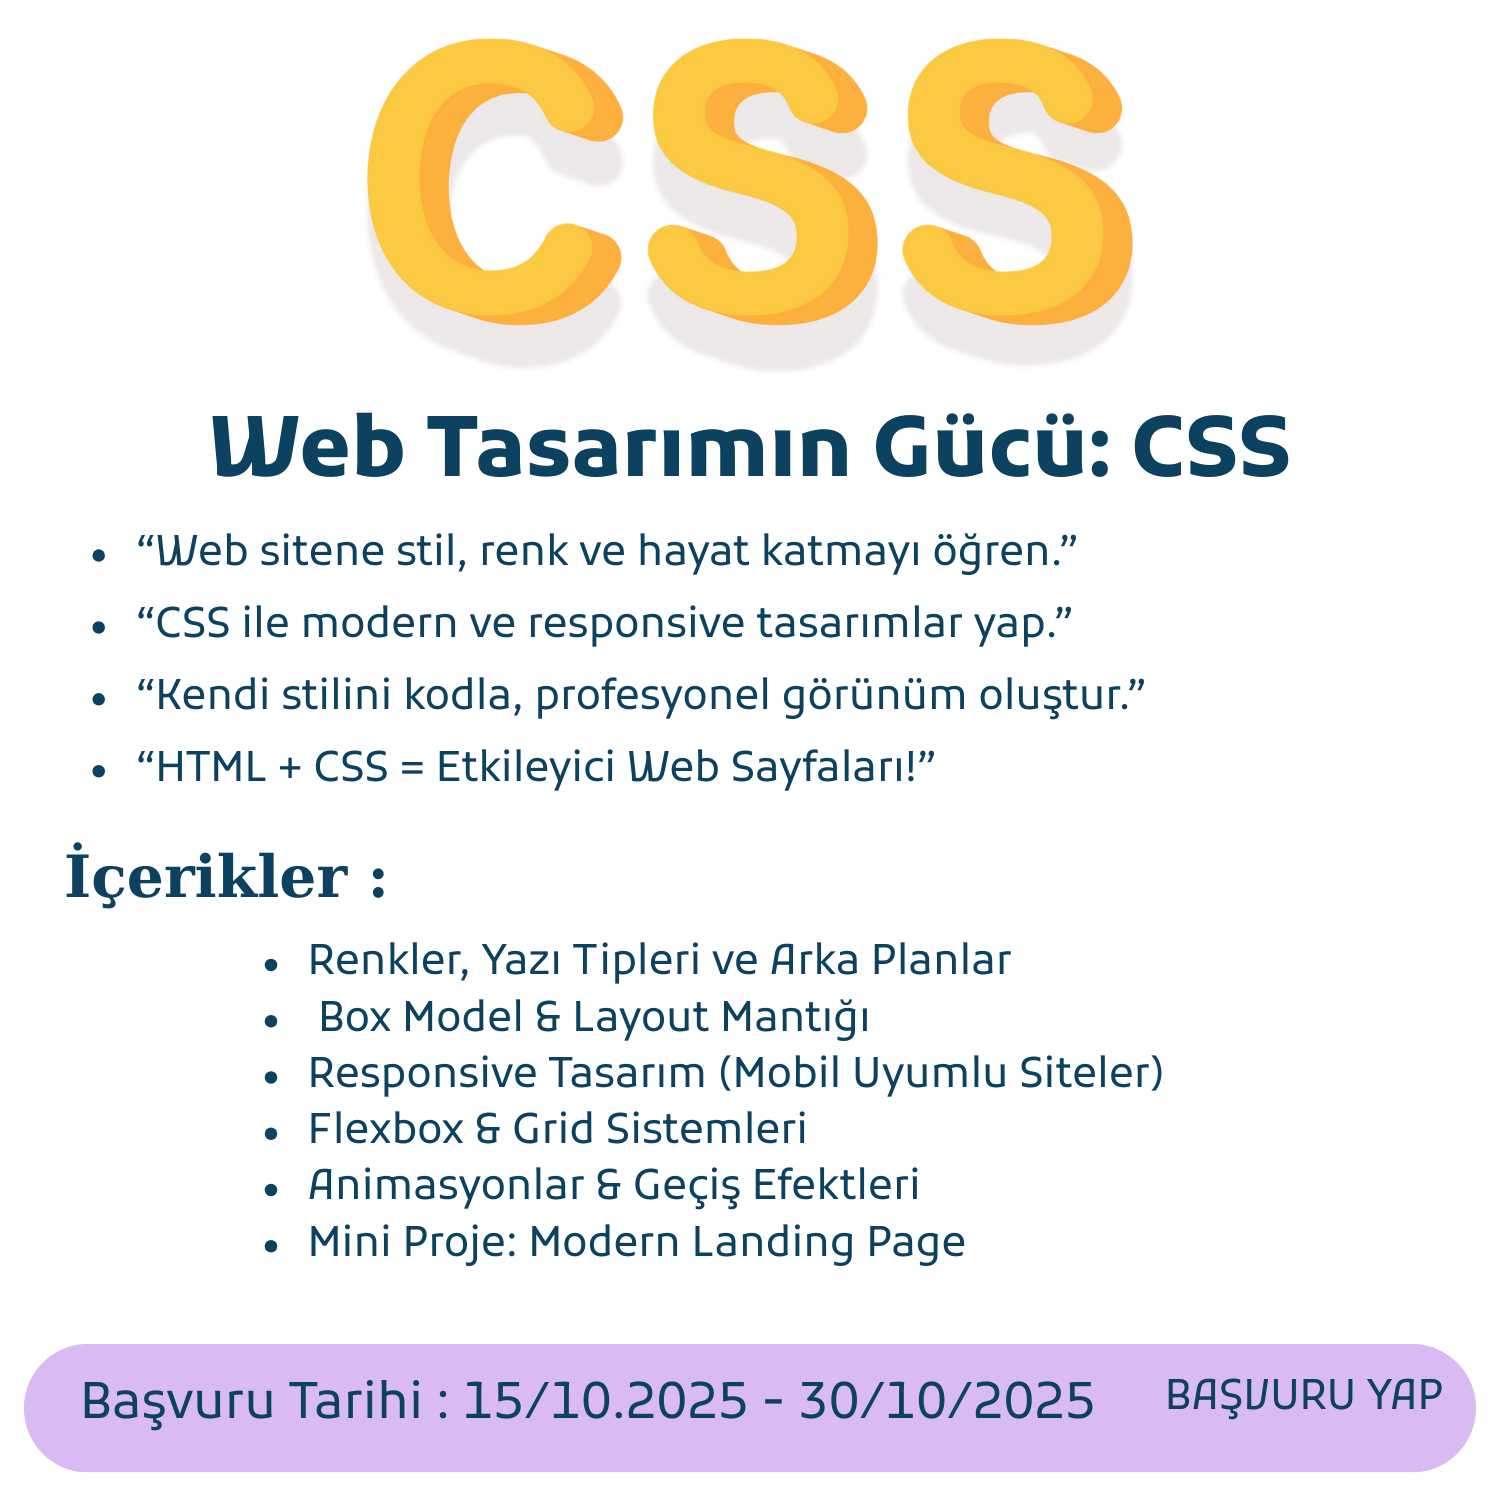 CSS
Web Tasarımın Gücü: CSS
• “Web sitene stil, renk ve hayat katmayı öğren.”
• “CSS ile modern ve responsive tasarımlar yap.”
• “Kendi stilini kodla, profesyonel görünüm oluştur.”
• “HTML + CSS = Etkileyici Web Sayfaları!”
İçerikler :
• Renkler, Yazı Tipleri ve Arka Planlar
• Box Model & Layout Mantığı
• Responsive Tasarım (Mobil Uyumlu Siteler)
• Flexbox & Grid Sistemleri
• Animasyonlar & Geçiş Efektleri
• Mini Proje: Modern Landing Page
Başvuru Tarihi : 15/10.2025 - 30/10/2025 BAŞVURU YAP